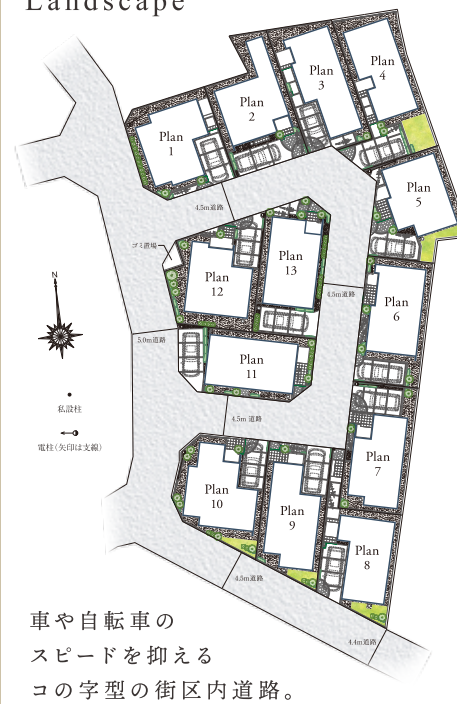 Landscape
Plan
4
Plan
3
Plan
2
Plan
1
Plan
5
4.5m道路
ゴミ置場
Plan
13
Plan
12
N
4.5m道路
Plan
6
5.0m道路
Plan
11
私設柱
4.5m 道路
電柱(矢印は支線)
Plan
7
Plan
10
Plan
9
Plan
8
4.5m道路
4.4m道路
車や自転車の
スピードを抑える
コの字型の街区内道路。